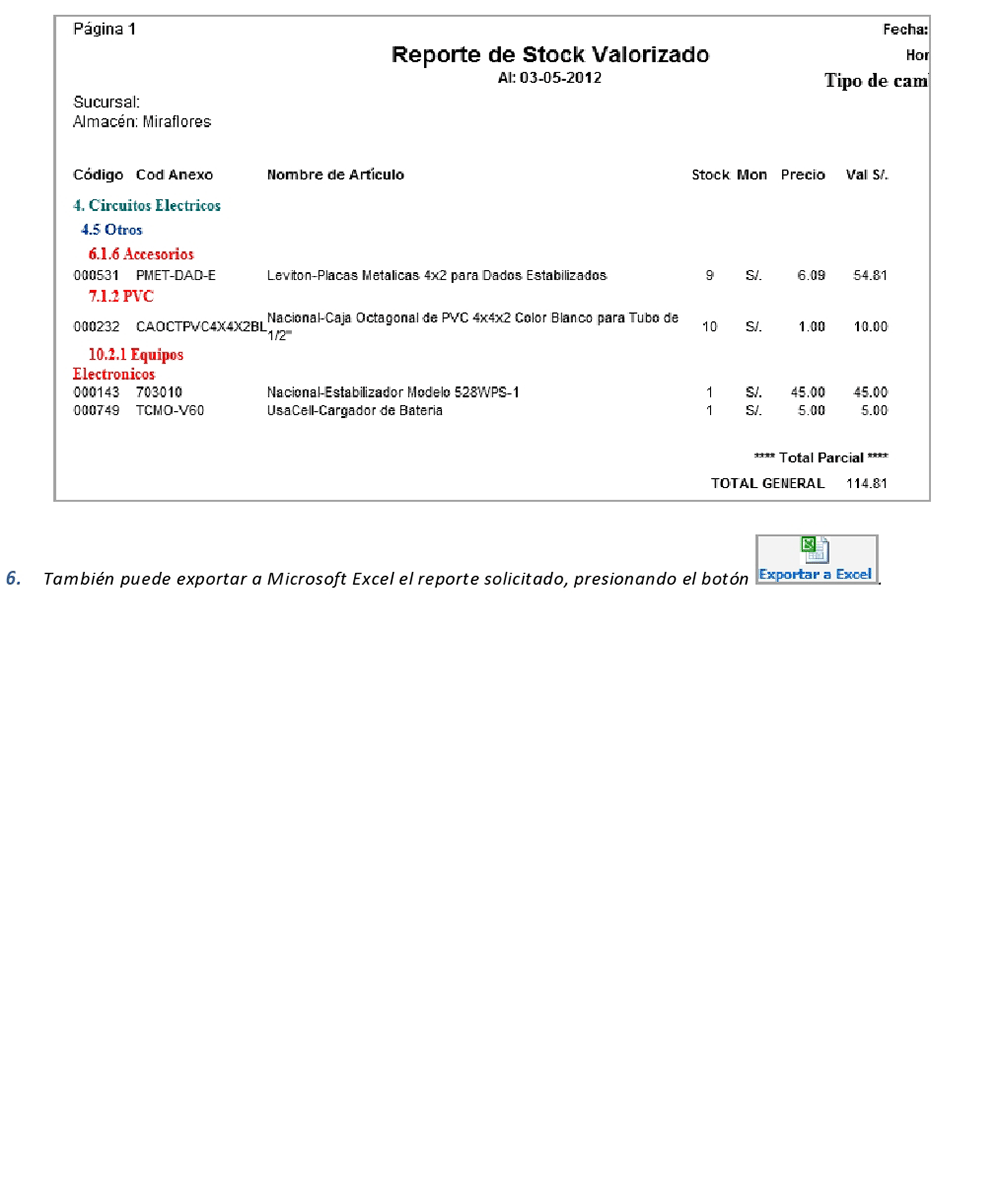 Página 1
Fecha:
Reporte de Stock Valorizado
Hor
Al: 03-05-2012
Tipo de cam
Sucursal:
Almacén: Miraflores
Código Cod Anexo Nombre de Artículo Stock Mon Precio Val S/.
4. Circuitos Electricos
4.5 Otros
6.1.6 Accesorios
000531 PMET-DAD-E Leviton-Placas Metalicas 4x2 para Dados Estabilizados 9 S/. 6.09 54.81
7.1.2 PVC
000232 CAOCTPVC4X4X2BL Nacional-Caja Octagonal de PVC 4x4x2 Color Blanco para Tubo de 10 S/. 1.00 10.00
1/2"
10.2.1 Equipos
Electronicos
000143 703010 Nacional-Estabilizador Modelo 528WPS-1 1 S/. 45.00 45.00
000749 TCMO-V60 UsaCell-Cargador de Bateria 1 S/. 5.00 5.00
**** Total Parcial ****
TOTAL GENERAL 114.81
6. También puede exportar a Microsoft Excel el reporte solicitado, presionando el botón Exportar a Excel.